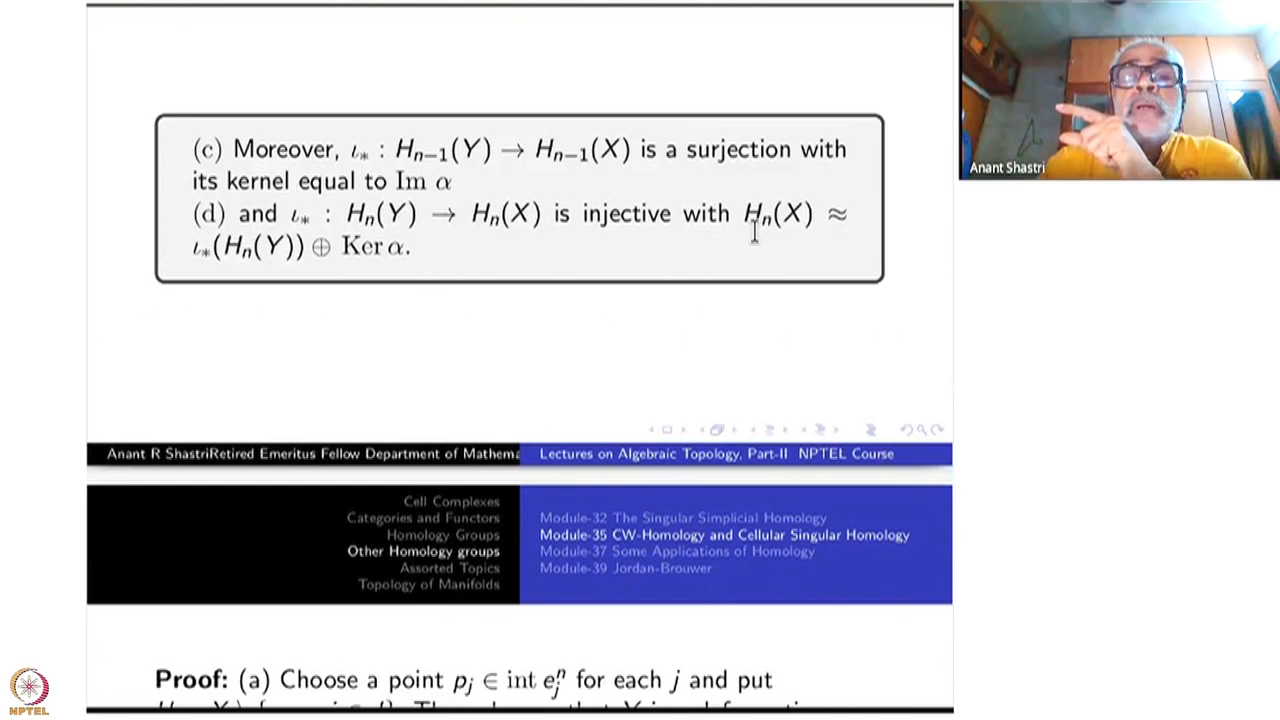 (c) Moreover, ι∗ : Hn−1(Y) → Hn−1(X) is a surjection with
its kernel equal to Im α
(d) and ι∗ : Hn(Y) → Hn(X) is injective with Hn(X) ≈
ι∗(Hn(Y)) ⊕ Ker α.
Anant Shastri
Anant R ShastriRetired Emeritus Fellow Department of Mathema
Lectures on Algebraic Topology, Part-II NPTEL Course
Cell Complexes
Categories and Functors
Homology Groups
Other Homology groups
Assorted Topics
Topology of Manifolds
Module-32 The Singular Simplicial Homology
Module-35 CW-Homology and Cellular Singular Homology
Module-37 Some Applications of Homology
Module-39 Jordan-Brouwer
Proof: (a) Choose a point pj ∈ int enj for each j and put
NPTEL